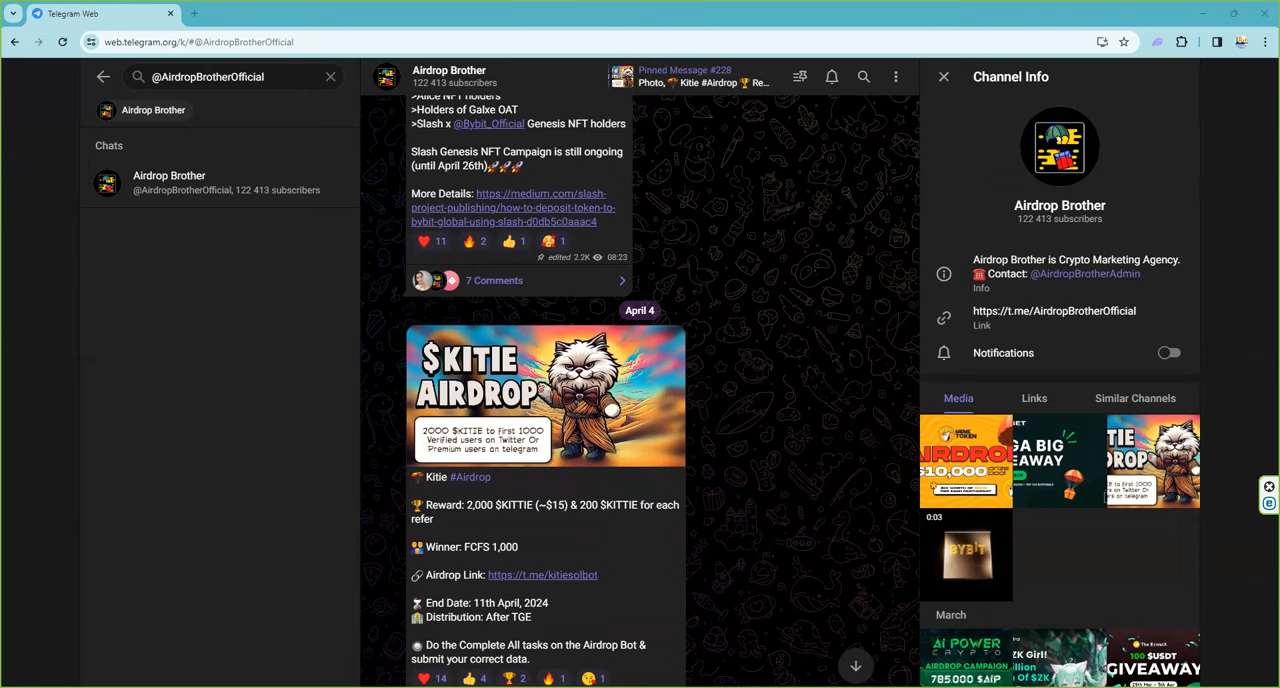 Telegram Web
web.telegram.org/k/#@AirdropBrotherOfficial
@AirdropBrotherOfficial
Airdrop Brother
Chats
Airdrop Brother
@AirdropBrotherOfficial, 122 413 subscribers
Airdrop Brother
122 413 subscribers
Pinned Message #228
Photo, Kitie #Airdrop 🏆 Re...
>Alice NFT holders
>Holders of Galxe OAT
>Slash x @Bybit_Official Genesis NFT holders
Slash Genesis NFT Campaign is still ongoing
(until April 26th)🚀🚀🚀
More Details: https://medium.com/slash-
project-publishing/how-to-deposit-token-to-
bybit-global-using-slash-d0db5c0aaac4
❤️ 11 🔥 2 👍 1 🥰 1
edited 2.2K 08:23
7 Comments
April 4
$KITIE
AIRDROP
2000 $KITIE to first 1000
Verified users on Twitter Or
Premium users on telegram
Kitie #Airdrop
🏆 Reward: 2,000 $KITTIE (~$15) & 200 $KITTIE for each
refer
Winner: FCFS 1,000
🔗 Airdrop Link: https://t.me/kitiesolbot
⏳ End Date: 11th April, 2024
🏦 Distribution: After TGE
Do the Complete All tasks on the Airdrop Bot &
submit your correct data.
❤️ 14 👍 4 🏆 2 🔥 1 😘 1
Channel Info
Airdrop Brother
122 413 subscribers
Airdrop Brother is Crypto Marketing Agency.
☎️ Contact: @AirdropBrotherAdmin
Info
https://t.me/AirdropBrotherOfficial
Link
Notifications
Media
Links
Similar Channels
MEME
TOKEN
AIRDROP
$10,000
BET
GA BIG
EAWAY
TIE
DROP
0:03
BYBIT
March
AI POWER
CRYPTO
AIRDROP CAMPAIGN
785000 $AIP
ZK Girl!
illion
n Of $ZK
100 $USDT
GIVEAWAY